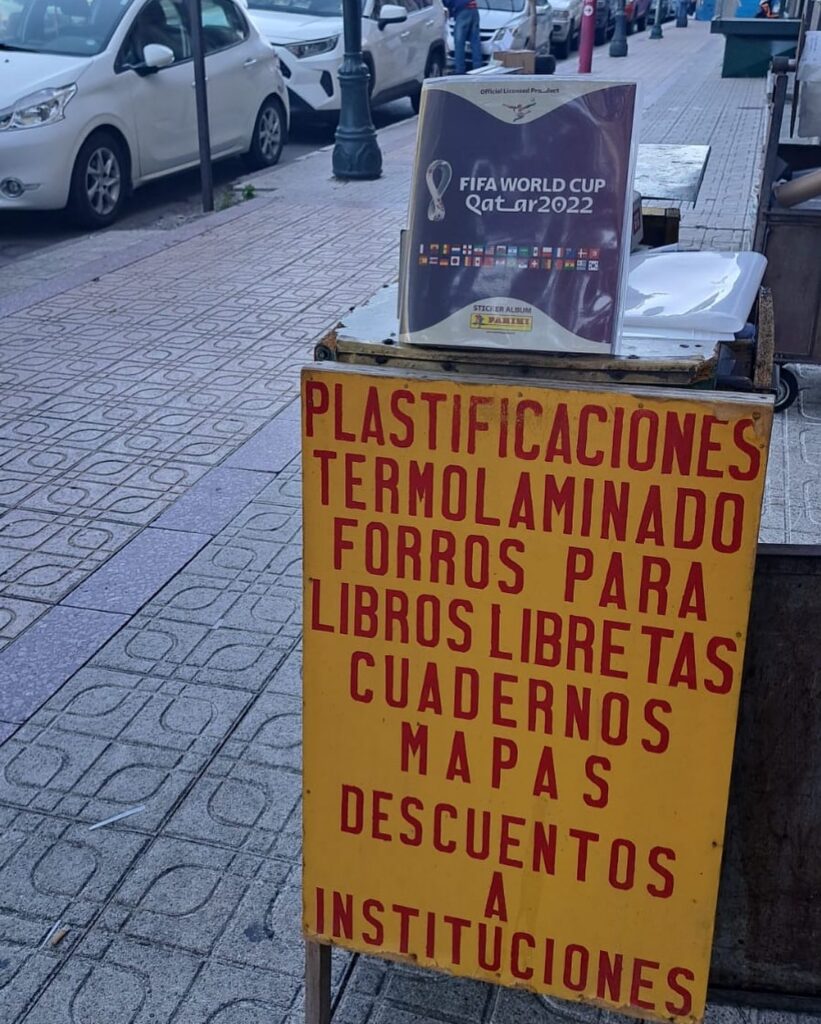 Official Licensed Product
FIFA WORLD CUP
Qatar2022
STICKER ALBUM
PANINI
PLASTIFICACIONES
TERMOLAMINADO
FORROS PARA
LIBROS LIBRETAS
CUADERNOS
MAPAS
DESCUENTOS
A
INSTITUCIONES